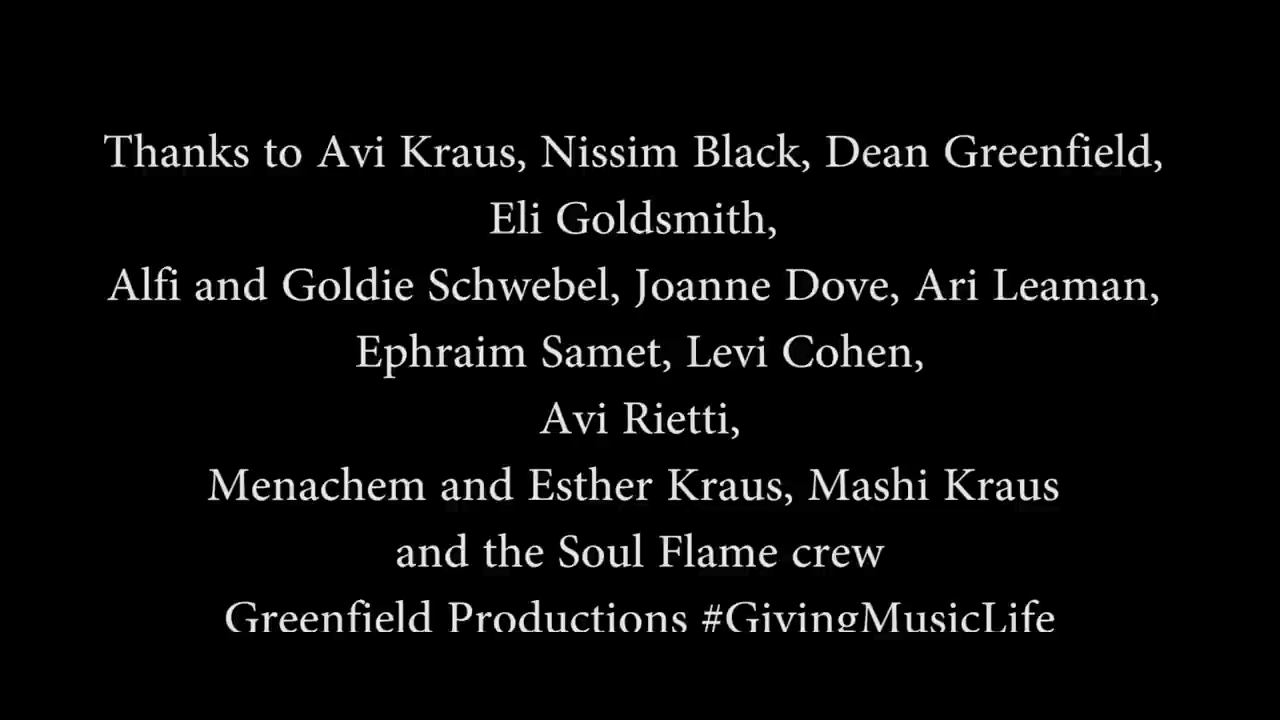 Thanks to Avi Kraus, Nissim Black, Dean Greenfield,
Eli Goldsmith,
Alfi and Goldie Schwebel, Joanne Dove, Ari Leaman,
Ephraim Samet, Levi Cohen,
Avi Rietti,
Menachem and Esther Kraus, Mashi Kraus
and the Soul Flame crew
Greenfield Productions #GivingMusicLife